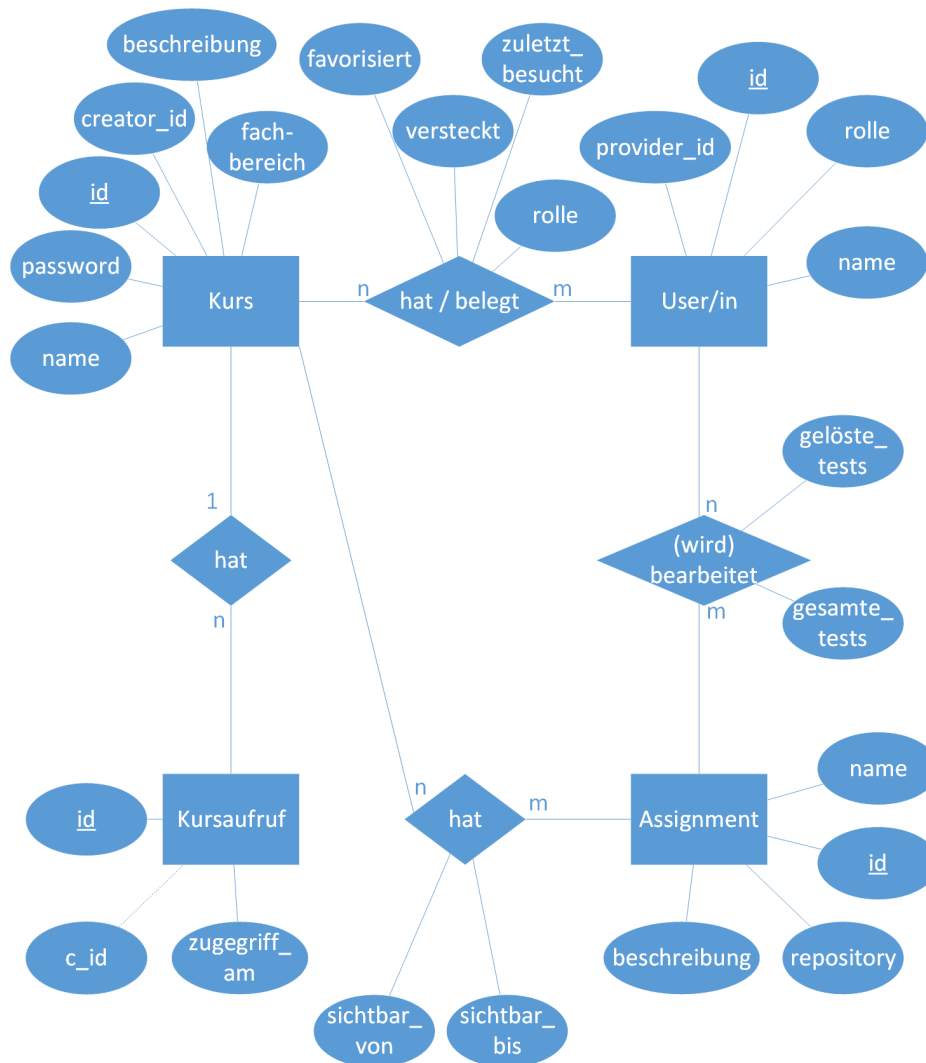 beschreibung
favorisiert
zuletzt_
besucht
id
creator_id
fach-
bereich
versteckt
provider_id
rolle
id
rolle
password
name
Kurs
n
hat / belegt
m
User/in
name
gelöste_
tests
1
n
hat
(wird)
bearbeitet
n
m
gesamte_
tests
name
id
Kursaufruf
n
hat
m
Assignment
id
c_id
zugegriff_
am
beschreibung
repository
sichtbar_
von
sichtbar_
bis